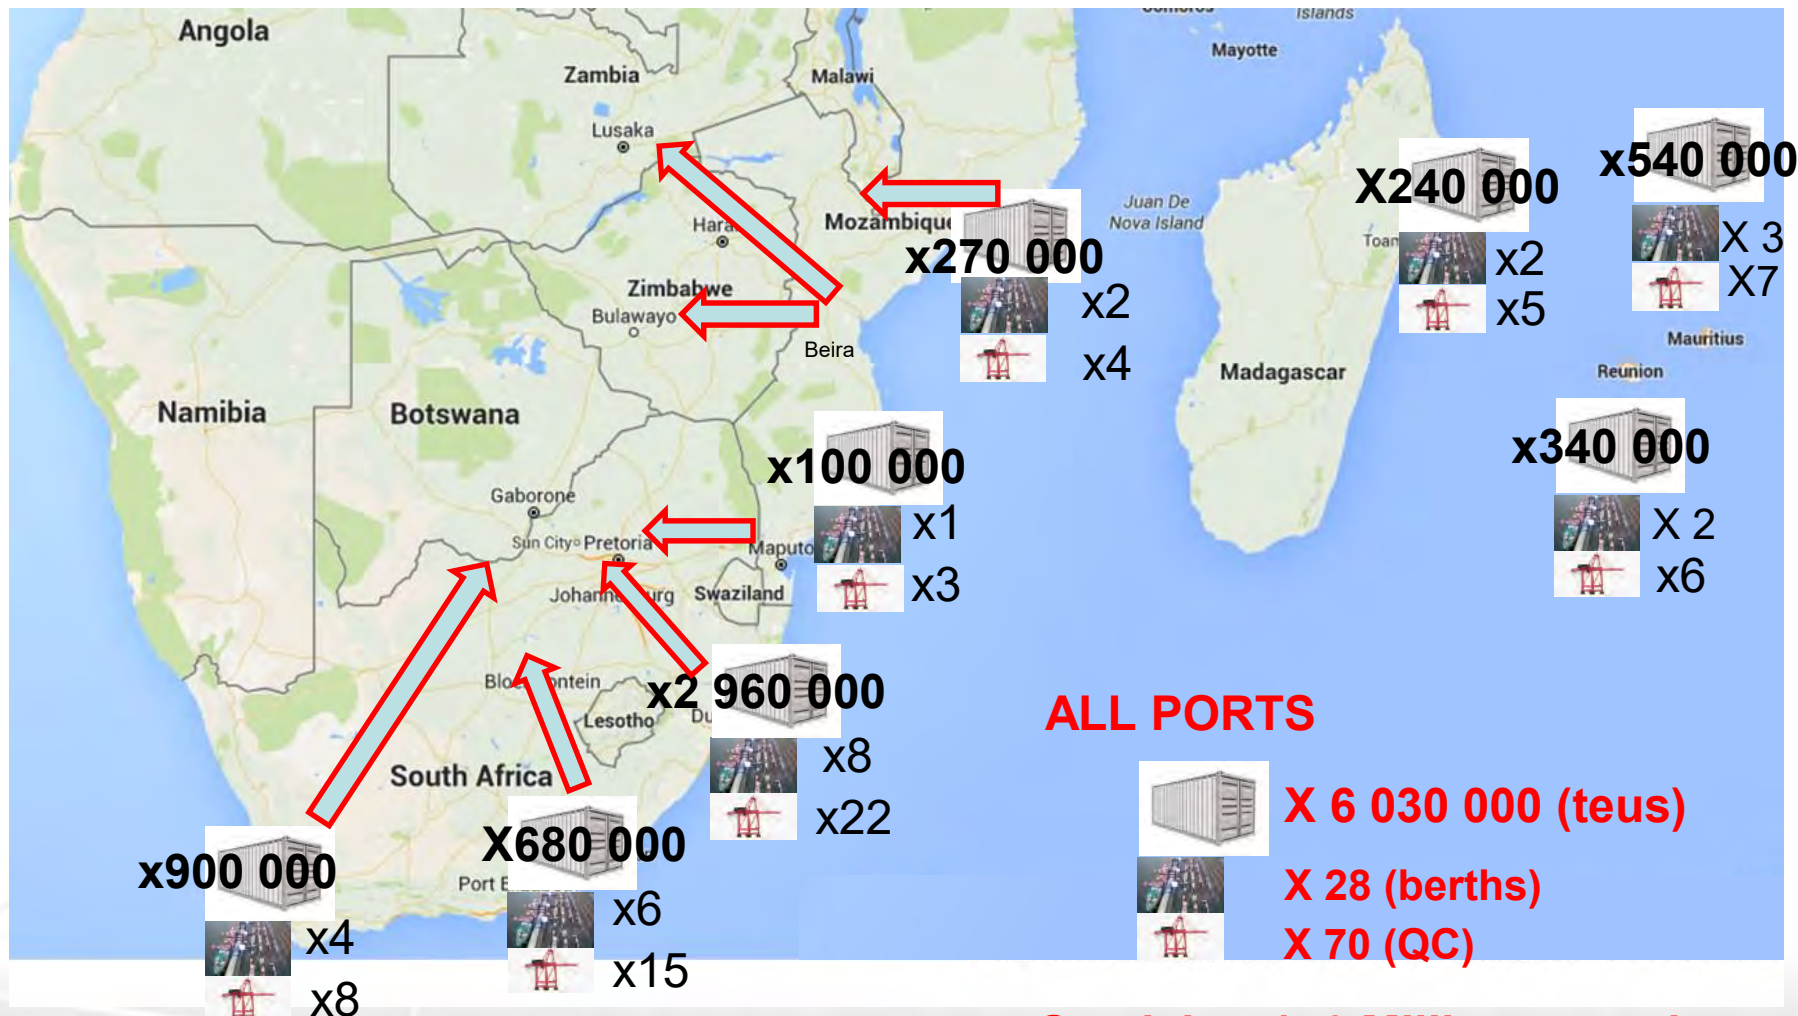 Islands
Angola
Mayotte
Zambia
Malawi
Lusaka
x540 000
X240 000
Juan De
Nova Island
Mozambique
X 3
x270 000
x2
X7
Zimbabwe
x2
x5
Bulawayo
Mauritius
Beira
x4
Madagascar
Reunion
Namibia
Botswana
x340 000
x100 000
Gaborone
x1
X 2
Sun City
Pretoria
Maputo
x3
x6
Swaziland
x2 960 000
Lesotho
ALL PORTS
x8
South Africa
X 6 030 000 (teus)
x22
X680 000
x900 000
X 28 (berths)
x6
x4
X 70 (QC)
x15
x8